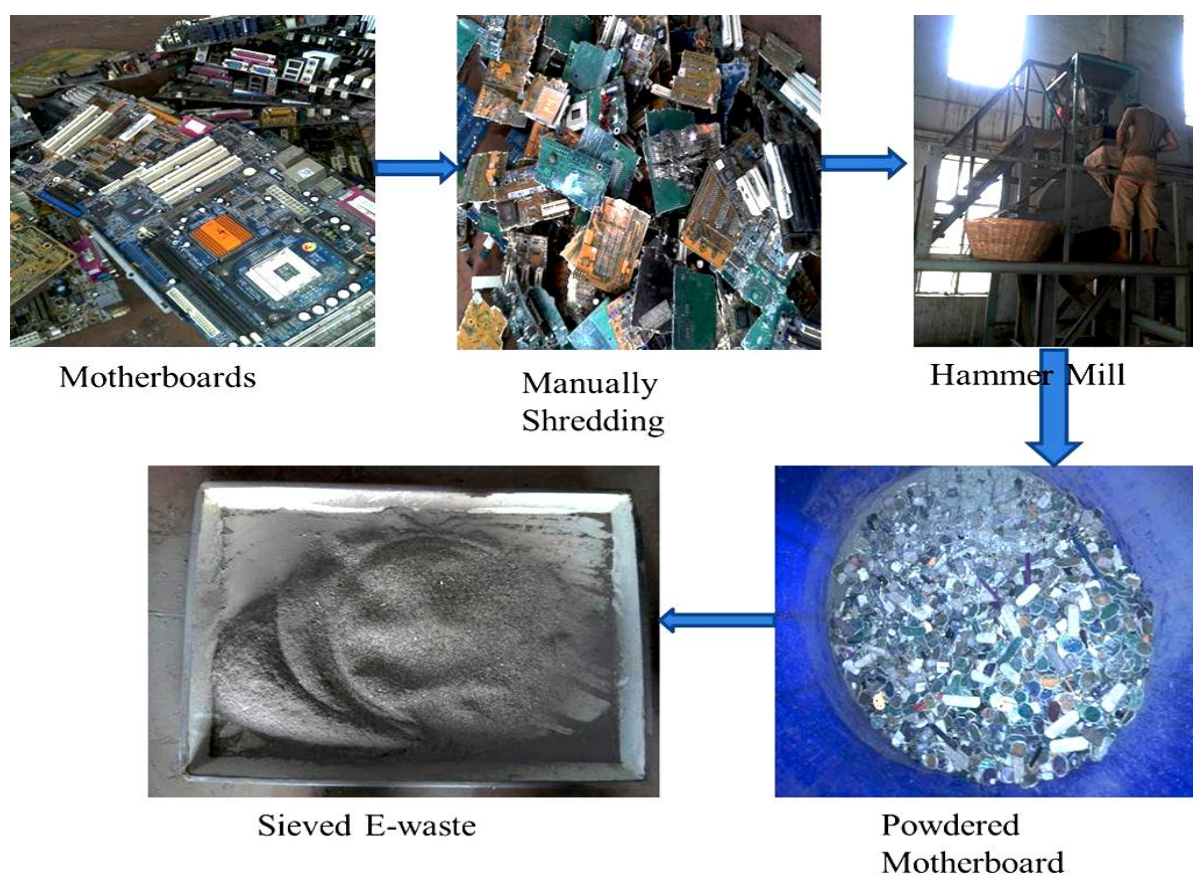 Motherboards
Manually
Shredding
Hammer Mill
Sieved E-waste
Powdered
Motherboard